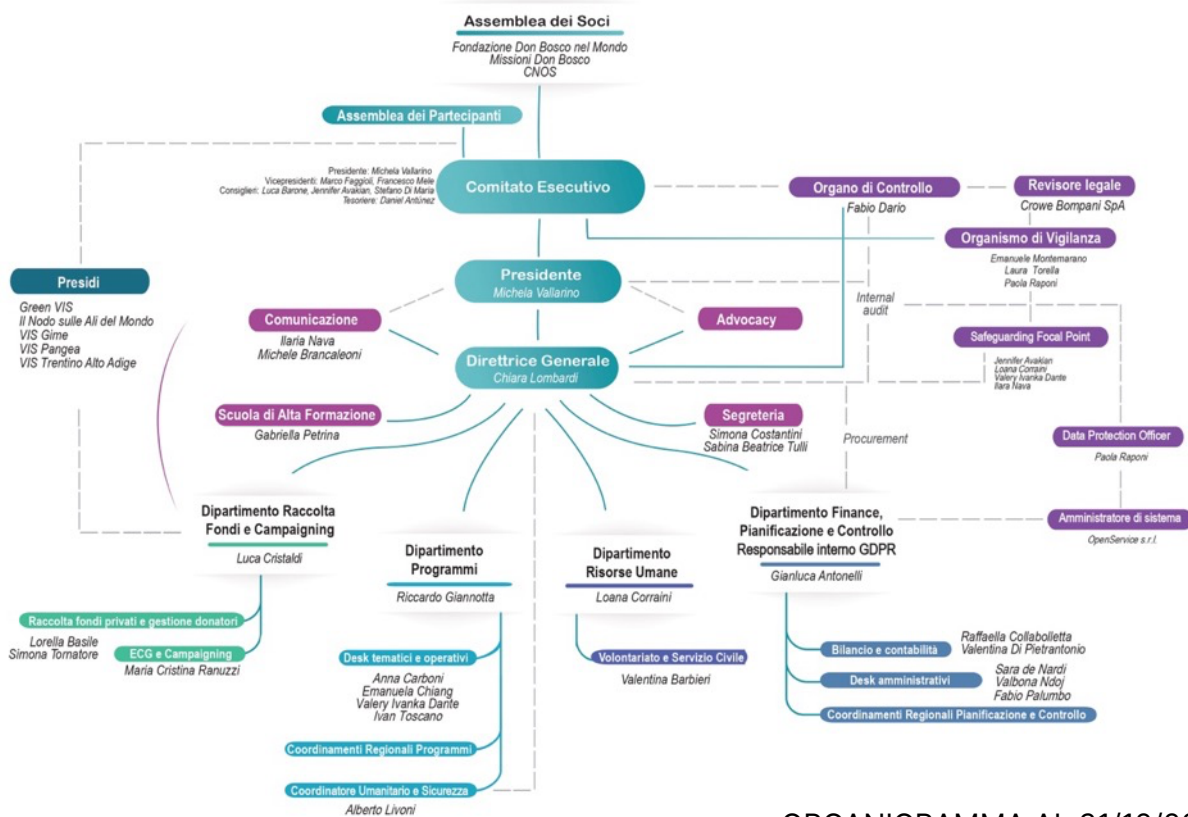 Assemblea dei Soci
Fondazione Don Bosco nel Mondo
Missioni Don Bosco
CNOS
Assemblea dei Partecipanti
Presidente: Michela Vallarino
Vicepresidenti: Marco Faggioli, Francesco Mele
Consiglieri: Luca Barone, Jennifer Avakian, Stefano Di Maria
Tesoriere: Daniel Antúnez
Comitato Esecutivo
Organo di Controllo
Fabio Dario
Revisore legale
Crowe Bompani SpA
Organismo di Vigilanza
Emanuele Montemarano
Laura Torella
Paola Raponi
Presidi
Green VIS
Il Nodo sulle Ali del Mondo
VIS Gime
VIS Pangea
VIS Trentino Alto Adige
Presidente
Michela Vallarino
Internal
audit
Comunicazione
Ilaria Nava
Michele Brancaleoni
Advocacy
Safeguarding Focal Point
Jennifer Avakian
Loana Corraini
Valery Ivanka Dante
Ilara Nava
Direttrice Generale
Chiara Lombardi
Scuola di Alta Formazione
Gabriella Petrina
Segreteria
Simona Costantini
Sabina Beatrice Tulli
Procurement
Data Protection Officer
Paola Raponi
Amministratore di sistema
OpenService s.r.l.
Dipartimento Raccolta
Fondi e Campaigning
Luca Cristaldi
Dipartimento
Programmi
Riccardo Giannotta
Dipartimento
Risorse Umane
Loana Corraini
Dipartimento Finance,
Pianificazione e Controllo
Responsabile interno GDPR
Gianluca Antonelli
Raccolta fondi privati e gestione donatori
Lorella Basile
Simona Tornatore
ECG e Campaigning
Maria Cristina Ranuzzi
Desk tematici e operativi
Anna Carboni
Emanuela Chiang
Valery Ivanka Dante
Ivan Toscano
Coordinamenti Regionali Programmi
Coordinatore Umanitario e Sicurezza
Alberto Livoni
Volontariato e Servizio Civile
Valentina Barbieri
Bilancio e contabilità
Raffaella Collabolletta
Valentina Di Pietrantonio
Desk amministrativi
Sara de Nardi
Valbona Ndoj
Fabio Palumbo
Coordinamenti Regionali Pianificazione e Controllo